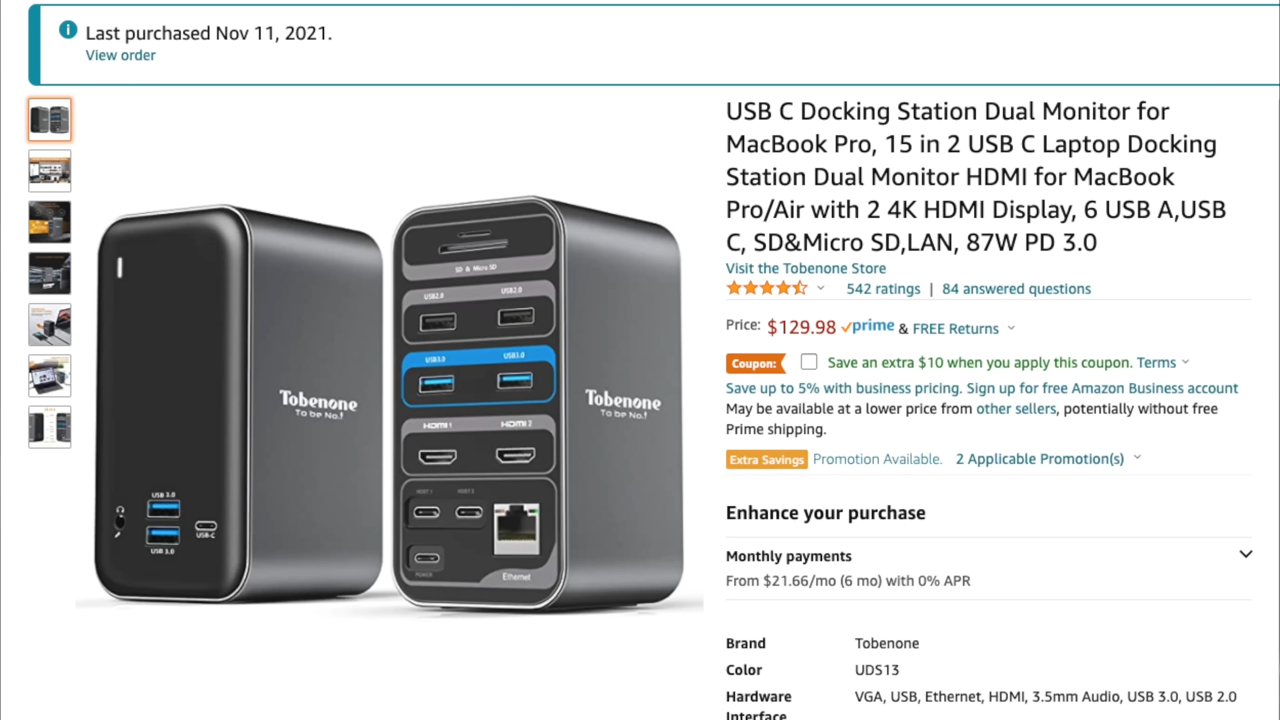 Last purchased Nov 11, 2021.
View order
USB C Docking Station Dual Monitor for
MacBook Pro, 15 in 2 USB C Laptop Docking
Station Dual Monitor HDMI for MacBook
Pro/Air with 2 4K HDMI Display, 6 USB A,USB
C, SD&Micro SD,LAN, 87W PD 3.0
Visit the Tobenone Store
542 ratings | 84 answered questions
Price: $129.98 prime & FREE Returns
Coupon: Save an extra $10 when you apply this coupon. Terms
Save up to 5% with business pricing. Sign up for free Amazon Business account
May be available at a lower price from other sellers, potentially without free
Prime shipping.
Extra Savings Promotion Available. 2 Applicable Promotion(s)
Enhance your purchase
Monthly payments
From $21.66/mo (6 mo) with 0% APR
Brand Tobenone
Color UDS13
Hardware VGA, USB, Ethernet, HDMI, 3.5mm Audio, USB 3.0, USB 2.0
Interface
Tobenone
To be No.1
USB 3.0
USB 3.0
USB-C
SD & Micro SD
USB2.0 USB2.0
USB3.0 USB3.0
HDMI 1 HDMI 2
HOST 1 HOST 2
POWER
Ethernet
Tobenone
To be No.1